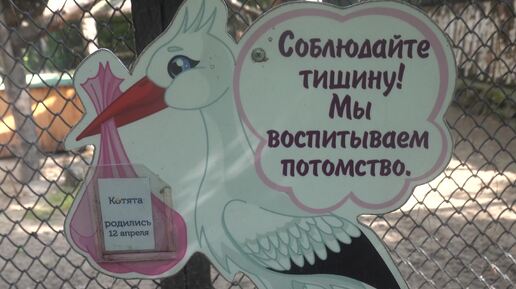 Соблюдайте
тишину!
Мы
воспитываем
потомство.
Котята
родились
12 апреля